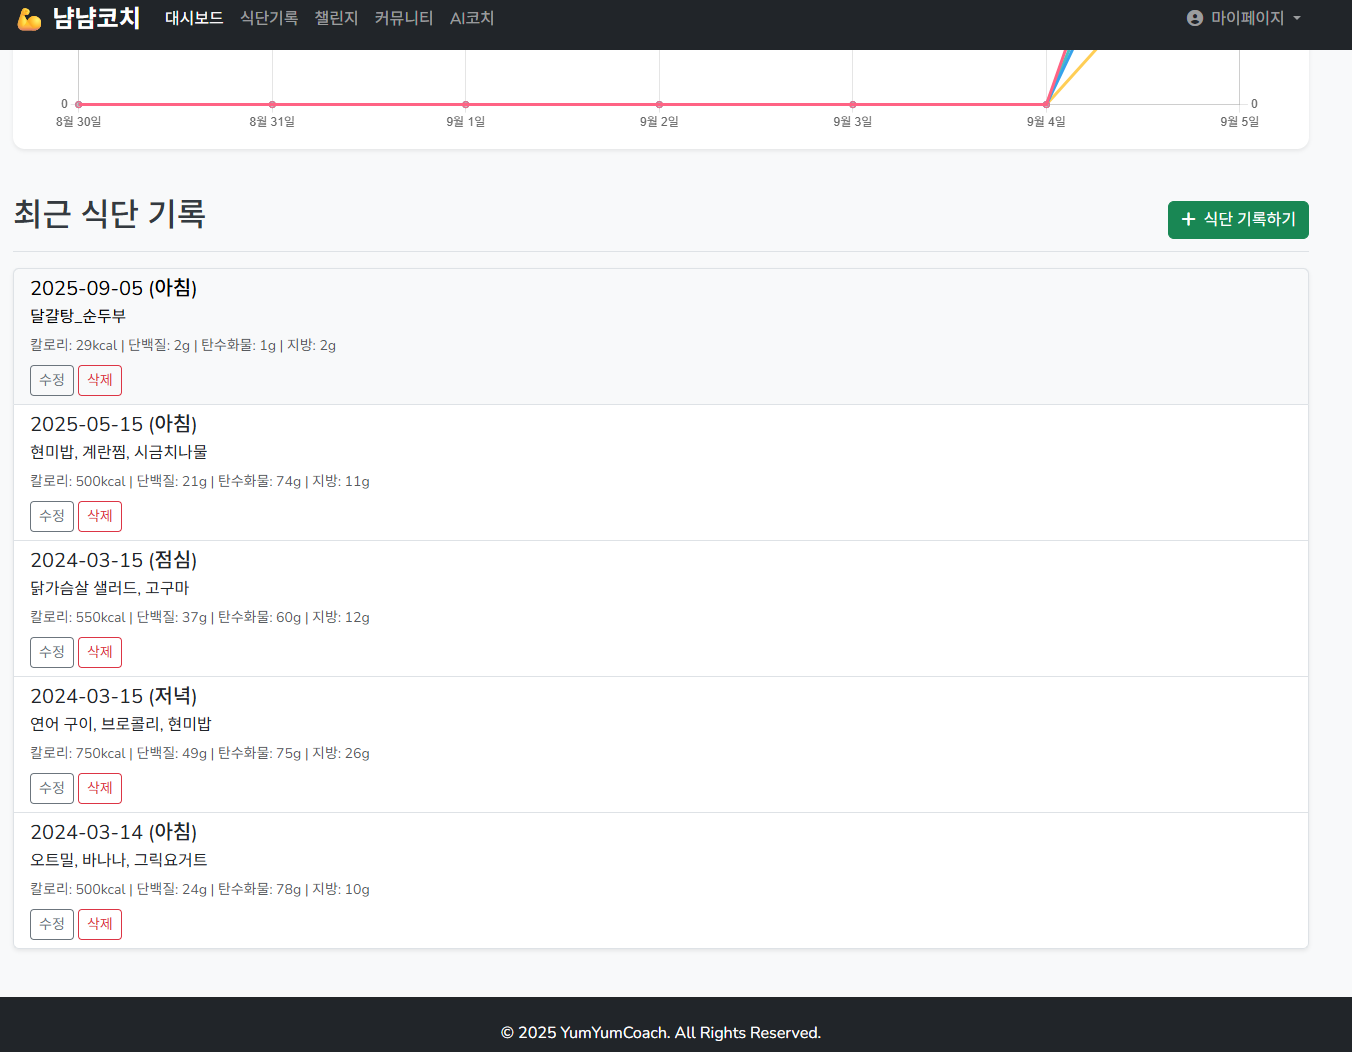 냠냠코치 대시보드 식단기록 챌린지 커뮤니티 AI코치 마이페이지
0 0
8월 30일 8월 31일 9월 1일 9월 2일 9월 3일 9월 4일 9월 5일
최근 식단 기록
+ 식단 기록하기
2025-09-05 (아침)
달걀탕_순두부
칼로리: 29kcal | 단백질: 2g | 탄수화물: 1g | 지방: 2g
수정 삭제
2025-05-15 (아침)
현미밥, 계란찜, 시금치나물
칼로리: 500kcal | 단백질: 21g | 탄수화물: 74g | 지방: 11g
수정 삭제
2024-03-15 (점심)
닭가슴살 샐러드, 고구마
칼로리: 550kcal | 단백질: 37g | 탄수화물: 60g | 지방: 12g
수정 삭제
2024-03-15 (저녁)
연어 구이, 브로콜리, 현미밥
칼로리: 750kcal | 단백질: 49g | 탄수화물: 75g | 지방: 26g
수정 삭제
2024-03-14 (아침)
오트밀, 바나나, 그릭요거트
칼로리: 500kcal | 단백질: 24g | 탄수화물: 78g | 지방: 10g
수정 삭제
© 2025 YumYumCoach. All Rights Reserved.